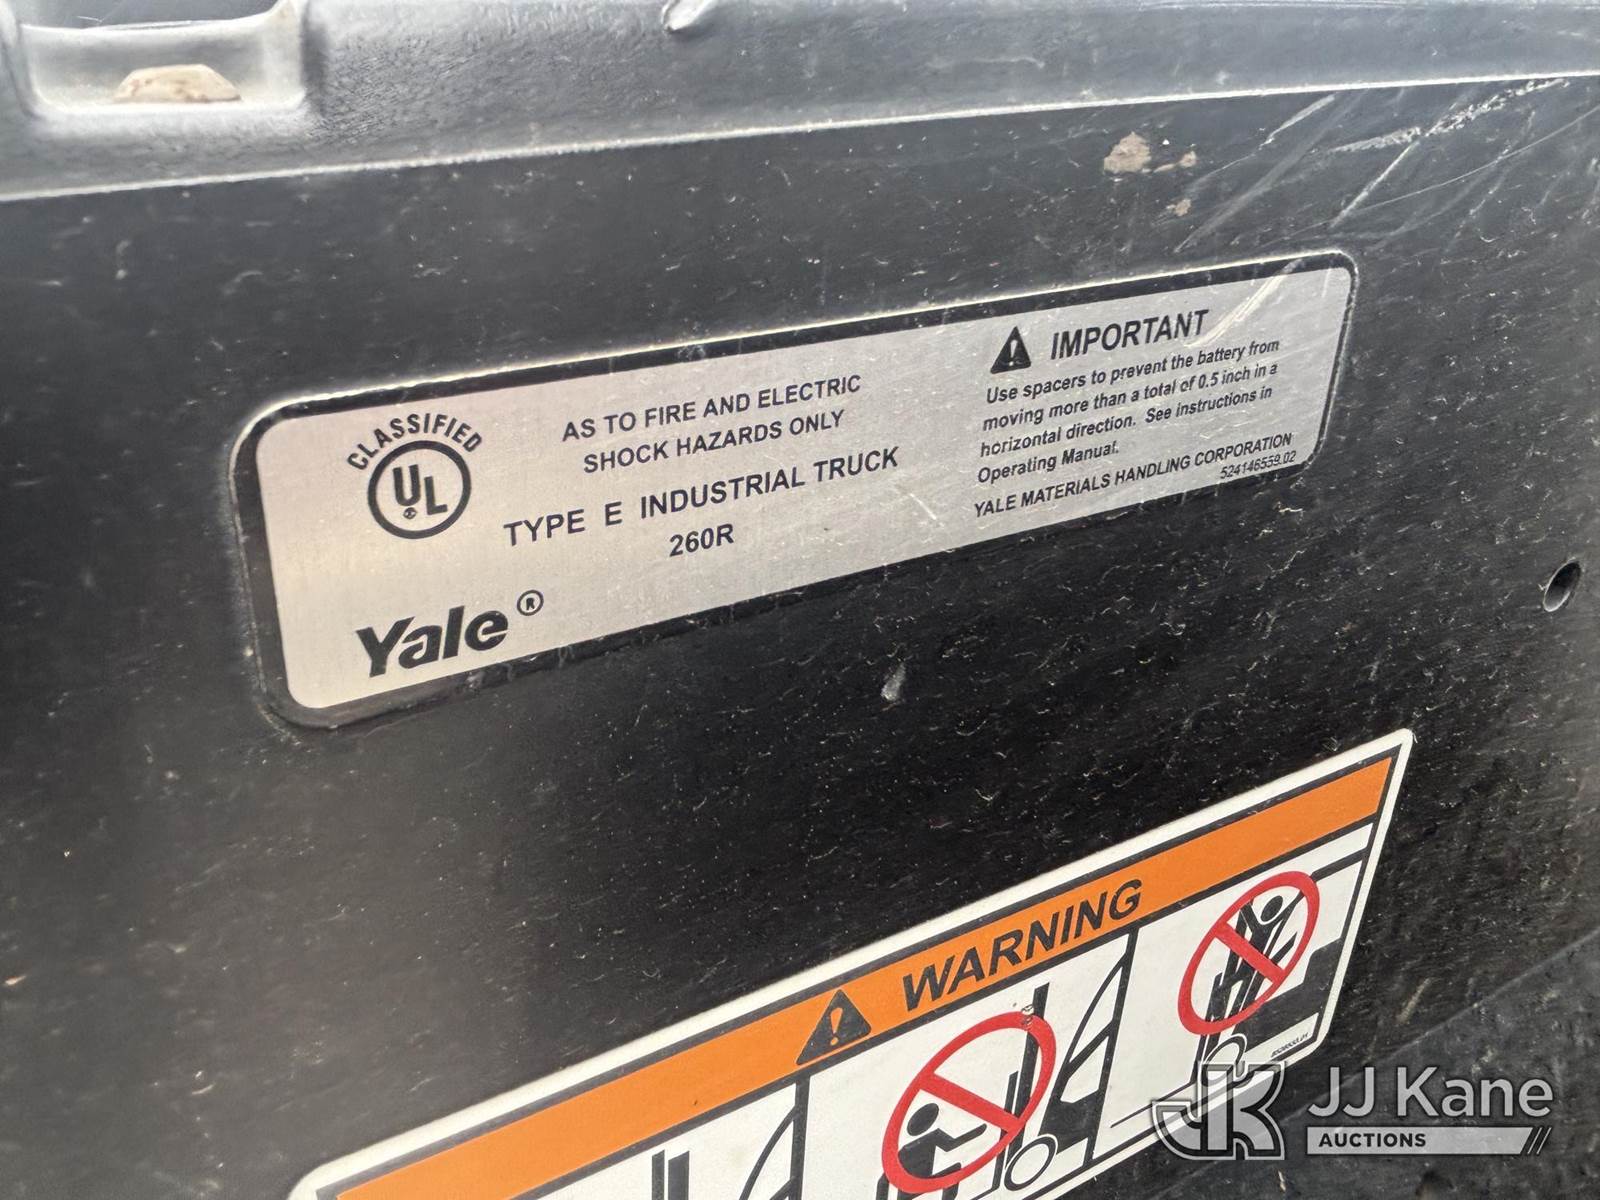 CLASSIFIED
UL
AS TO FIRE AND ELECTRIC
SHOCK HAZARDS ONLY
TYPE E INDUSTRIAL TRUCK
260R
Yale®
IMPORTANT
Use spacers to prevent the battery from
moving more than a total of 0.5 inch in a
horizontal direction. See instructions in
Operating Manual.
YALE MATERIALS HANDLING CORPORATION
524146559.02
WARNING
JK
JJ Kane
AUCTIONS